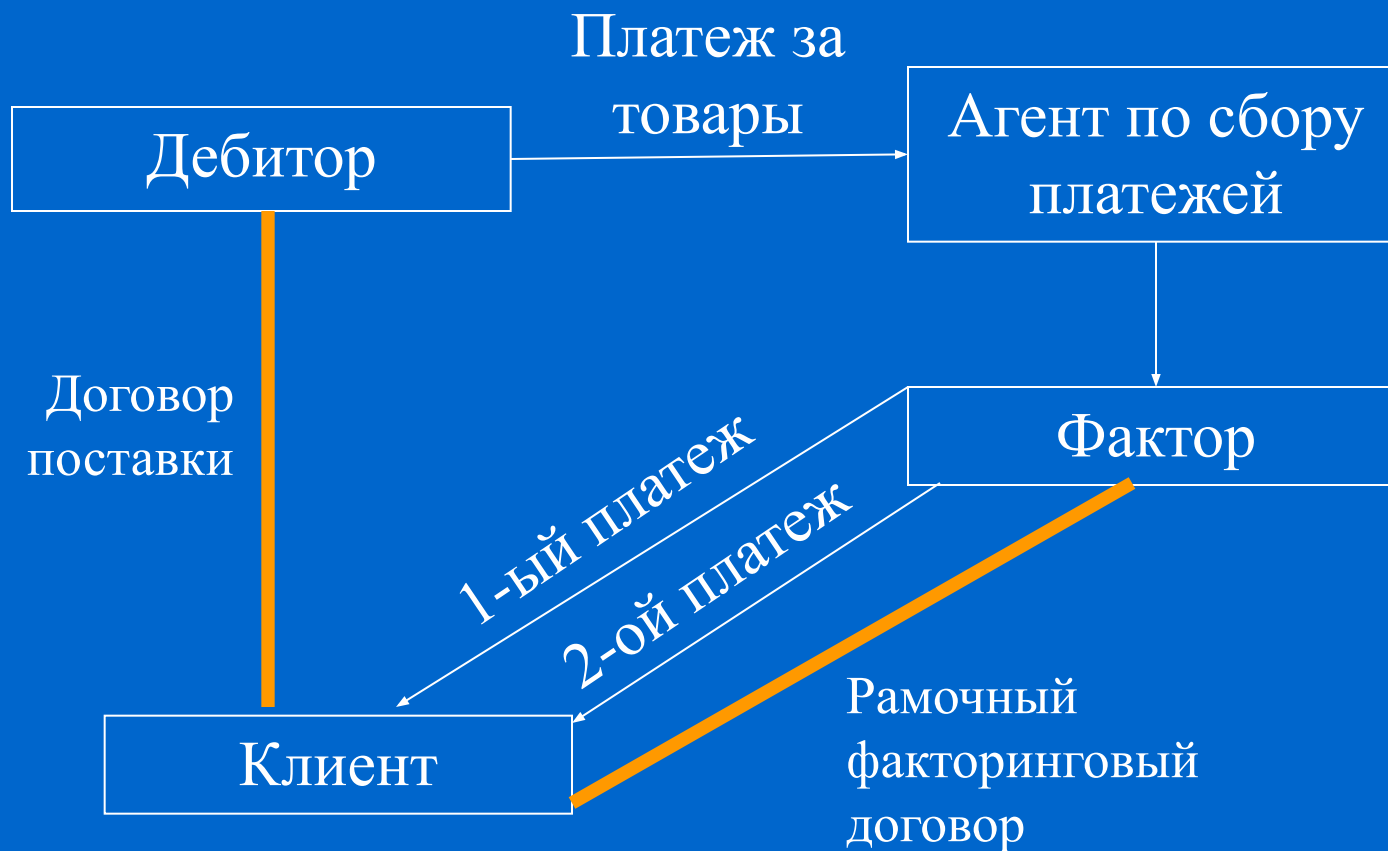 Платеж за
товары
Дебитор
Агент по сбору
платежей
Договор
поставки
Фактор
1-ый платеж
2-ой платеж
Клиент
Рамочный
факторинговый
договор